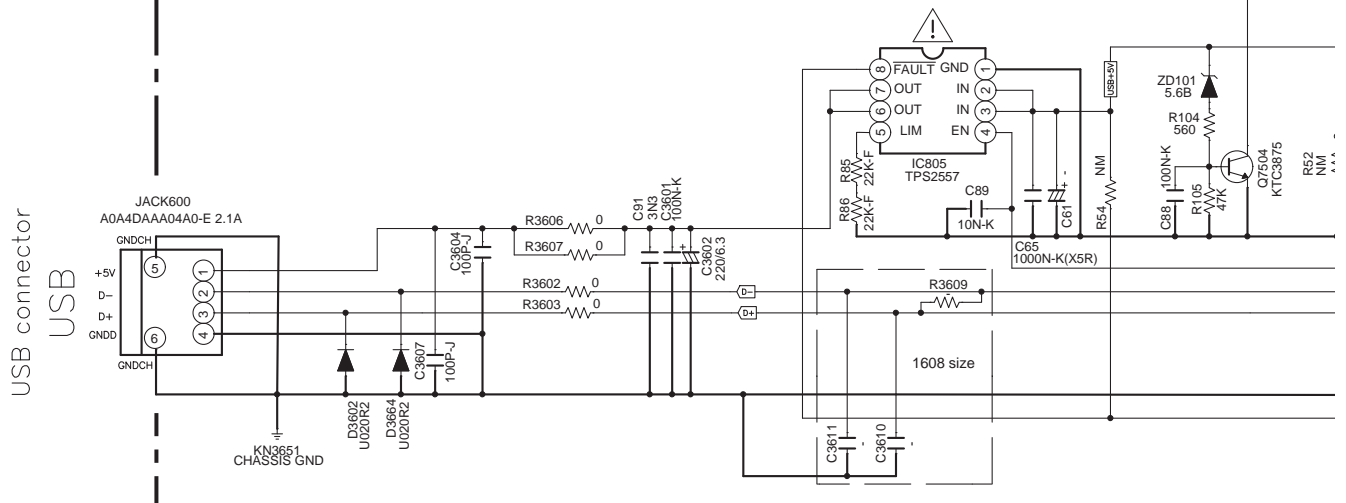 USB connector
USB
JACK600
A0A4DAAA04A0-E 2.1A
GNDCH
+5V
D-
D+
GNDD
GNDCH
5
6
1
2
3
4
KN3651
CHASSIS GND
D3602
U020R2
D3664
U020R2
C3607
100P-J
C3604
100P-J
R3606 0
R3607 0
R3602 0
R3603 0
C91
3N3
C3601
100N-K
C3602
220/6.3
+
D-
D+
8 FAULT GND 1
7 OUT IN 2
6 OUT IN 3
5 LIM EN 4
IC805
TPS2557
R85
22K-F
R86
22K-F
C89
10N-K
C65
1000N-K(X5R)
C61
+ -
R54
NM
USB+5V
ZD101
5.6B
R104
560
C88
100N-K
R105
47K
Q7504
KTC3875
R52
NM
R3609
1608 size
C3611
-
C3610
-